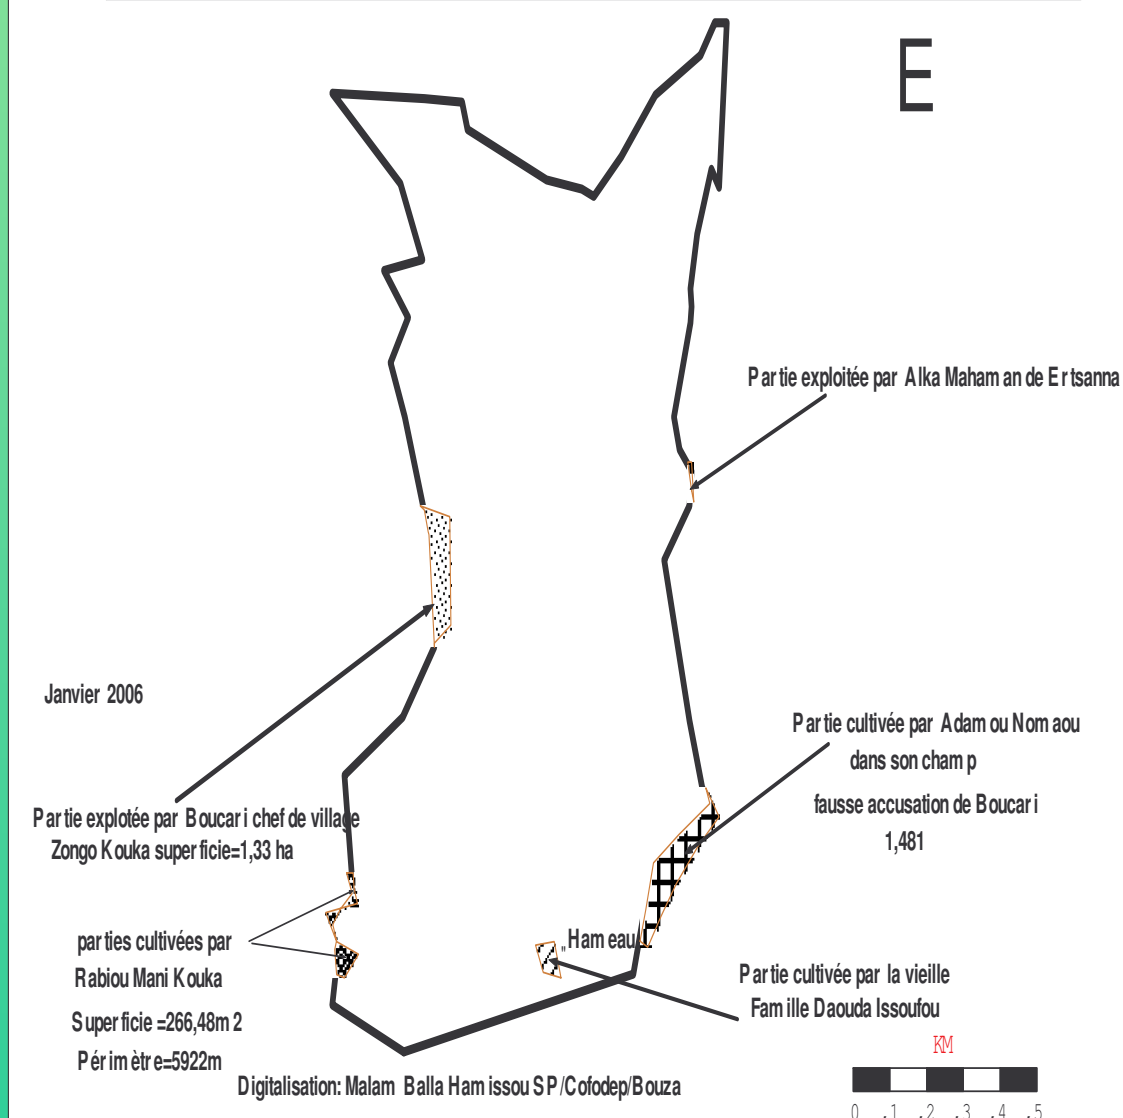 E
Partie exploitée par Alka Mahaman de Ertsanna
Janvier 2006
Partie cultivée par Adamou Nomaou
dans son champ
fausse accusation de Boucari
1,481
Partie explotée par Boucari chef de village
Zongo Kouka superficie=1,33 ha
parties cultivées par
Rabiou Mani Kouka
Superficie =266,48m2
Périmètre=5922m
"Hameau
Partie cultivée par la vieille
Famille Daouda Issoufou
Digitalisation: Malam Balla Hamissou SP/Cofodep/Bouza
KM
0 .1 .2 .3 .4 .5